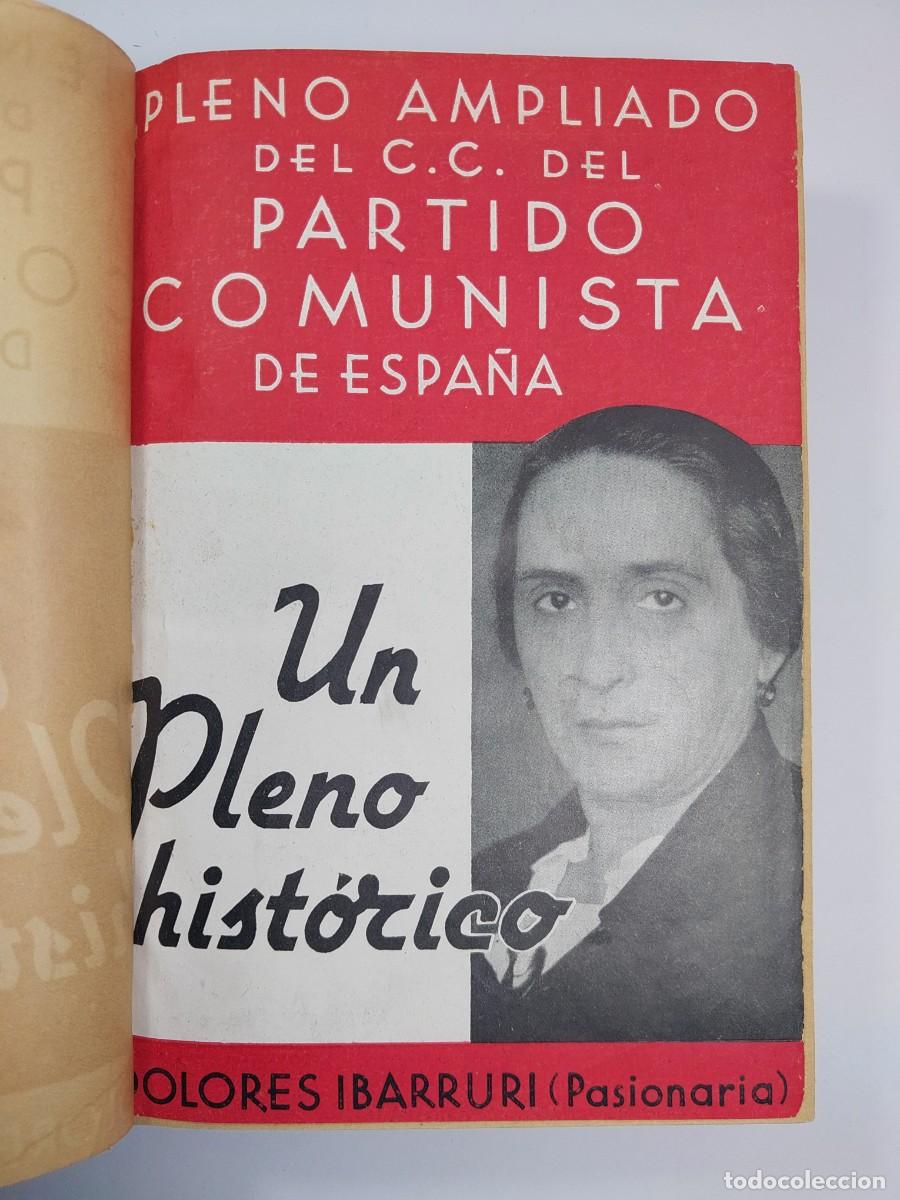 PLENO AMPLIADO
DEL C.C. DEL
PARTIDO
COMUNISTA
DE ESPAÑA
Un
Pleno
histórico
DOLORES IBARRURI (Pasionaria)
todocoleccion